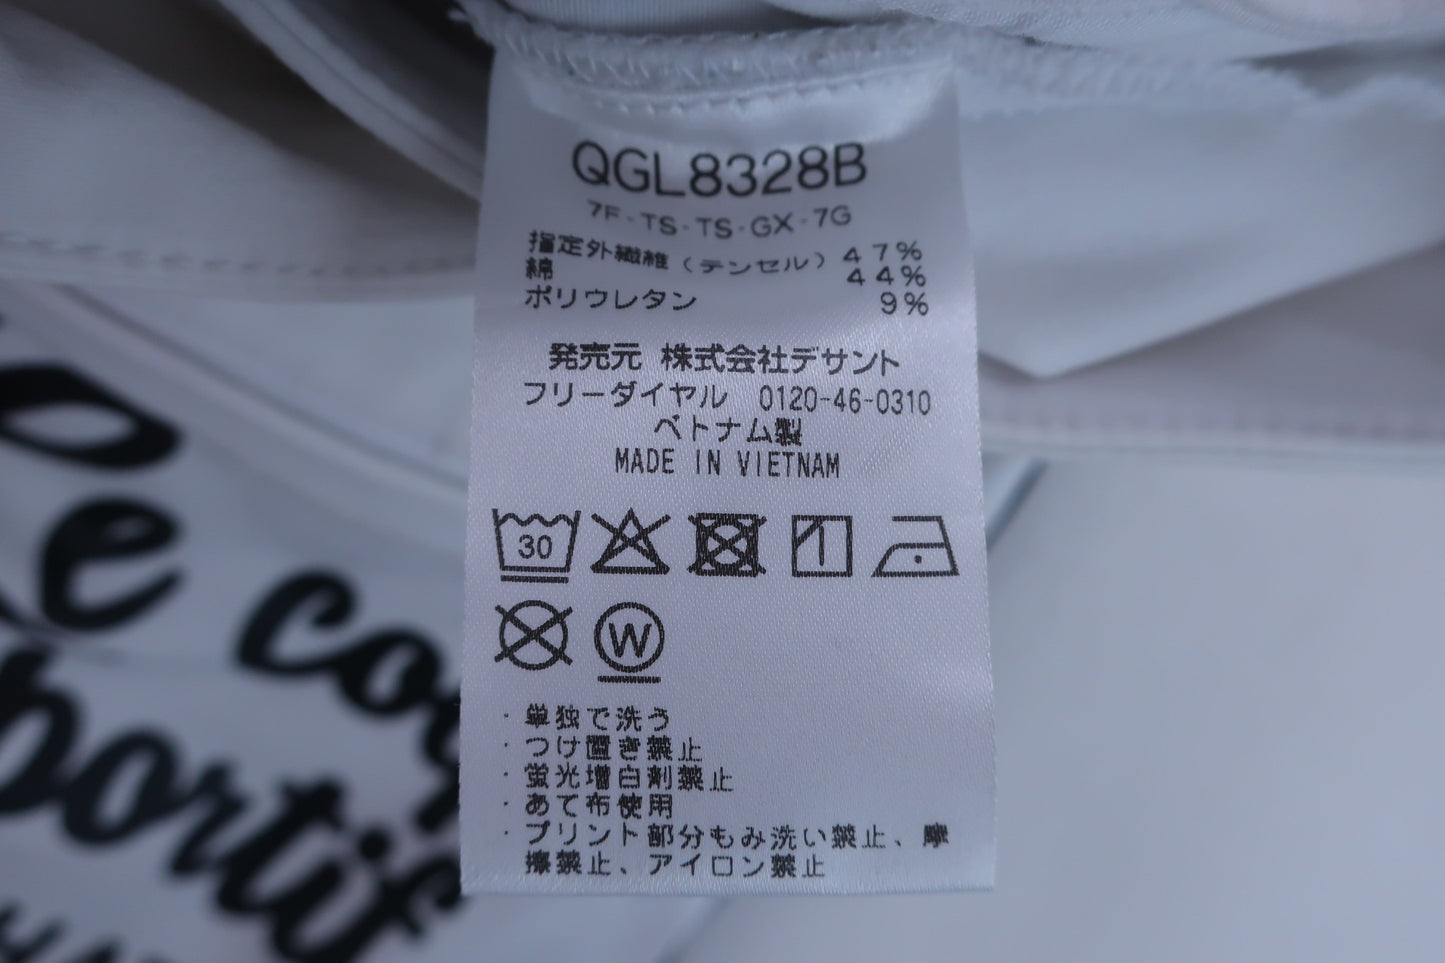 QGL8328B
7F-TS-TS-GX-7G
指定外繊維（テンセル） 47%
綿 44%
ポリウレタン 9%
発売元 株式会社デサント
フリーダイヤル 0120-46-0310
ベトナム製
MADE IN VIETNAM
30
W
・単独で洗う
・つけ置き禁止
・蛍光増白剤禁止
・あて布使用
・プリント部分もみ洗い禁止、摩
擦禁止、アイロン禁止
le coq
sportif